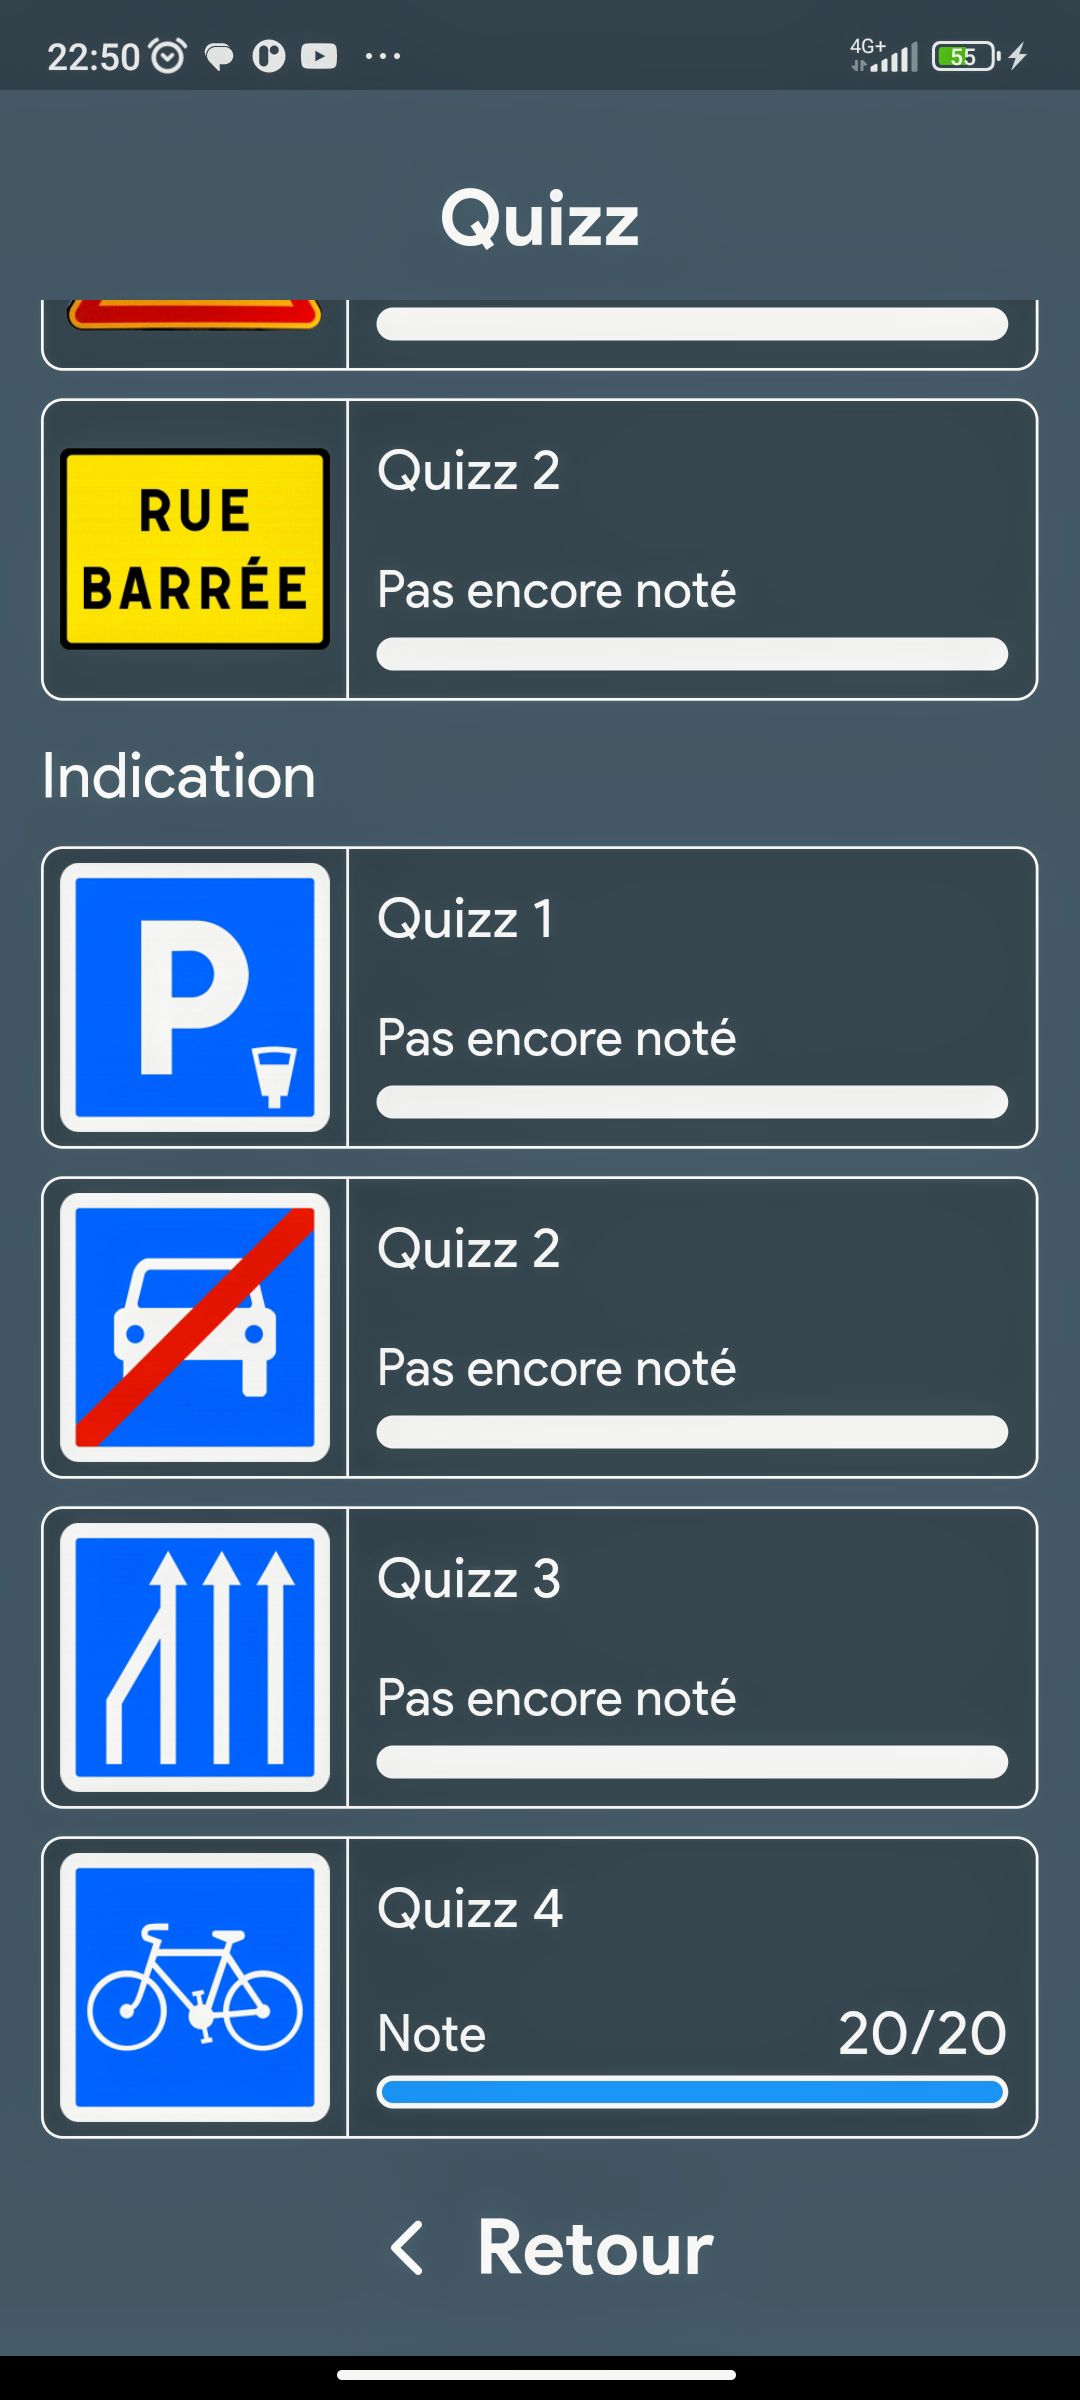 22:50
4G+
55
Quizz
RUE
BARRÉE
Quizz 2
Pas encore noté
Indication
P
Quizz 1
Pas encore noté
Quizz 2
Pas encore noté
Quizz 3
Pas encore noté
Quizz 4
Note 20/20
Retour